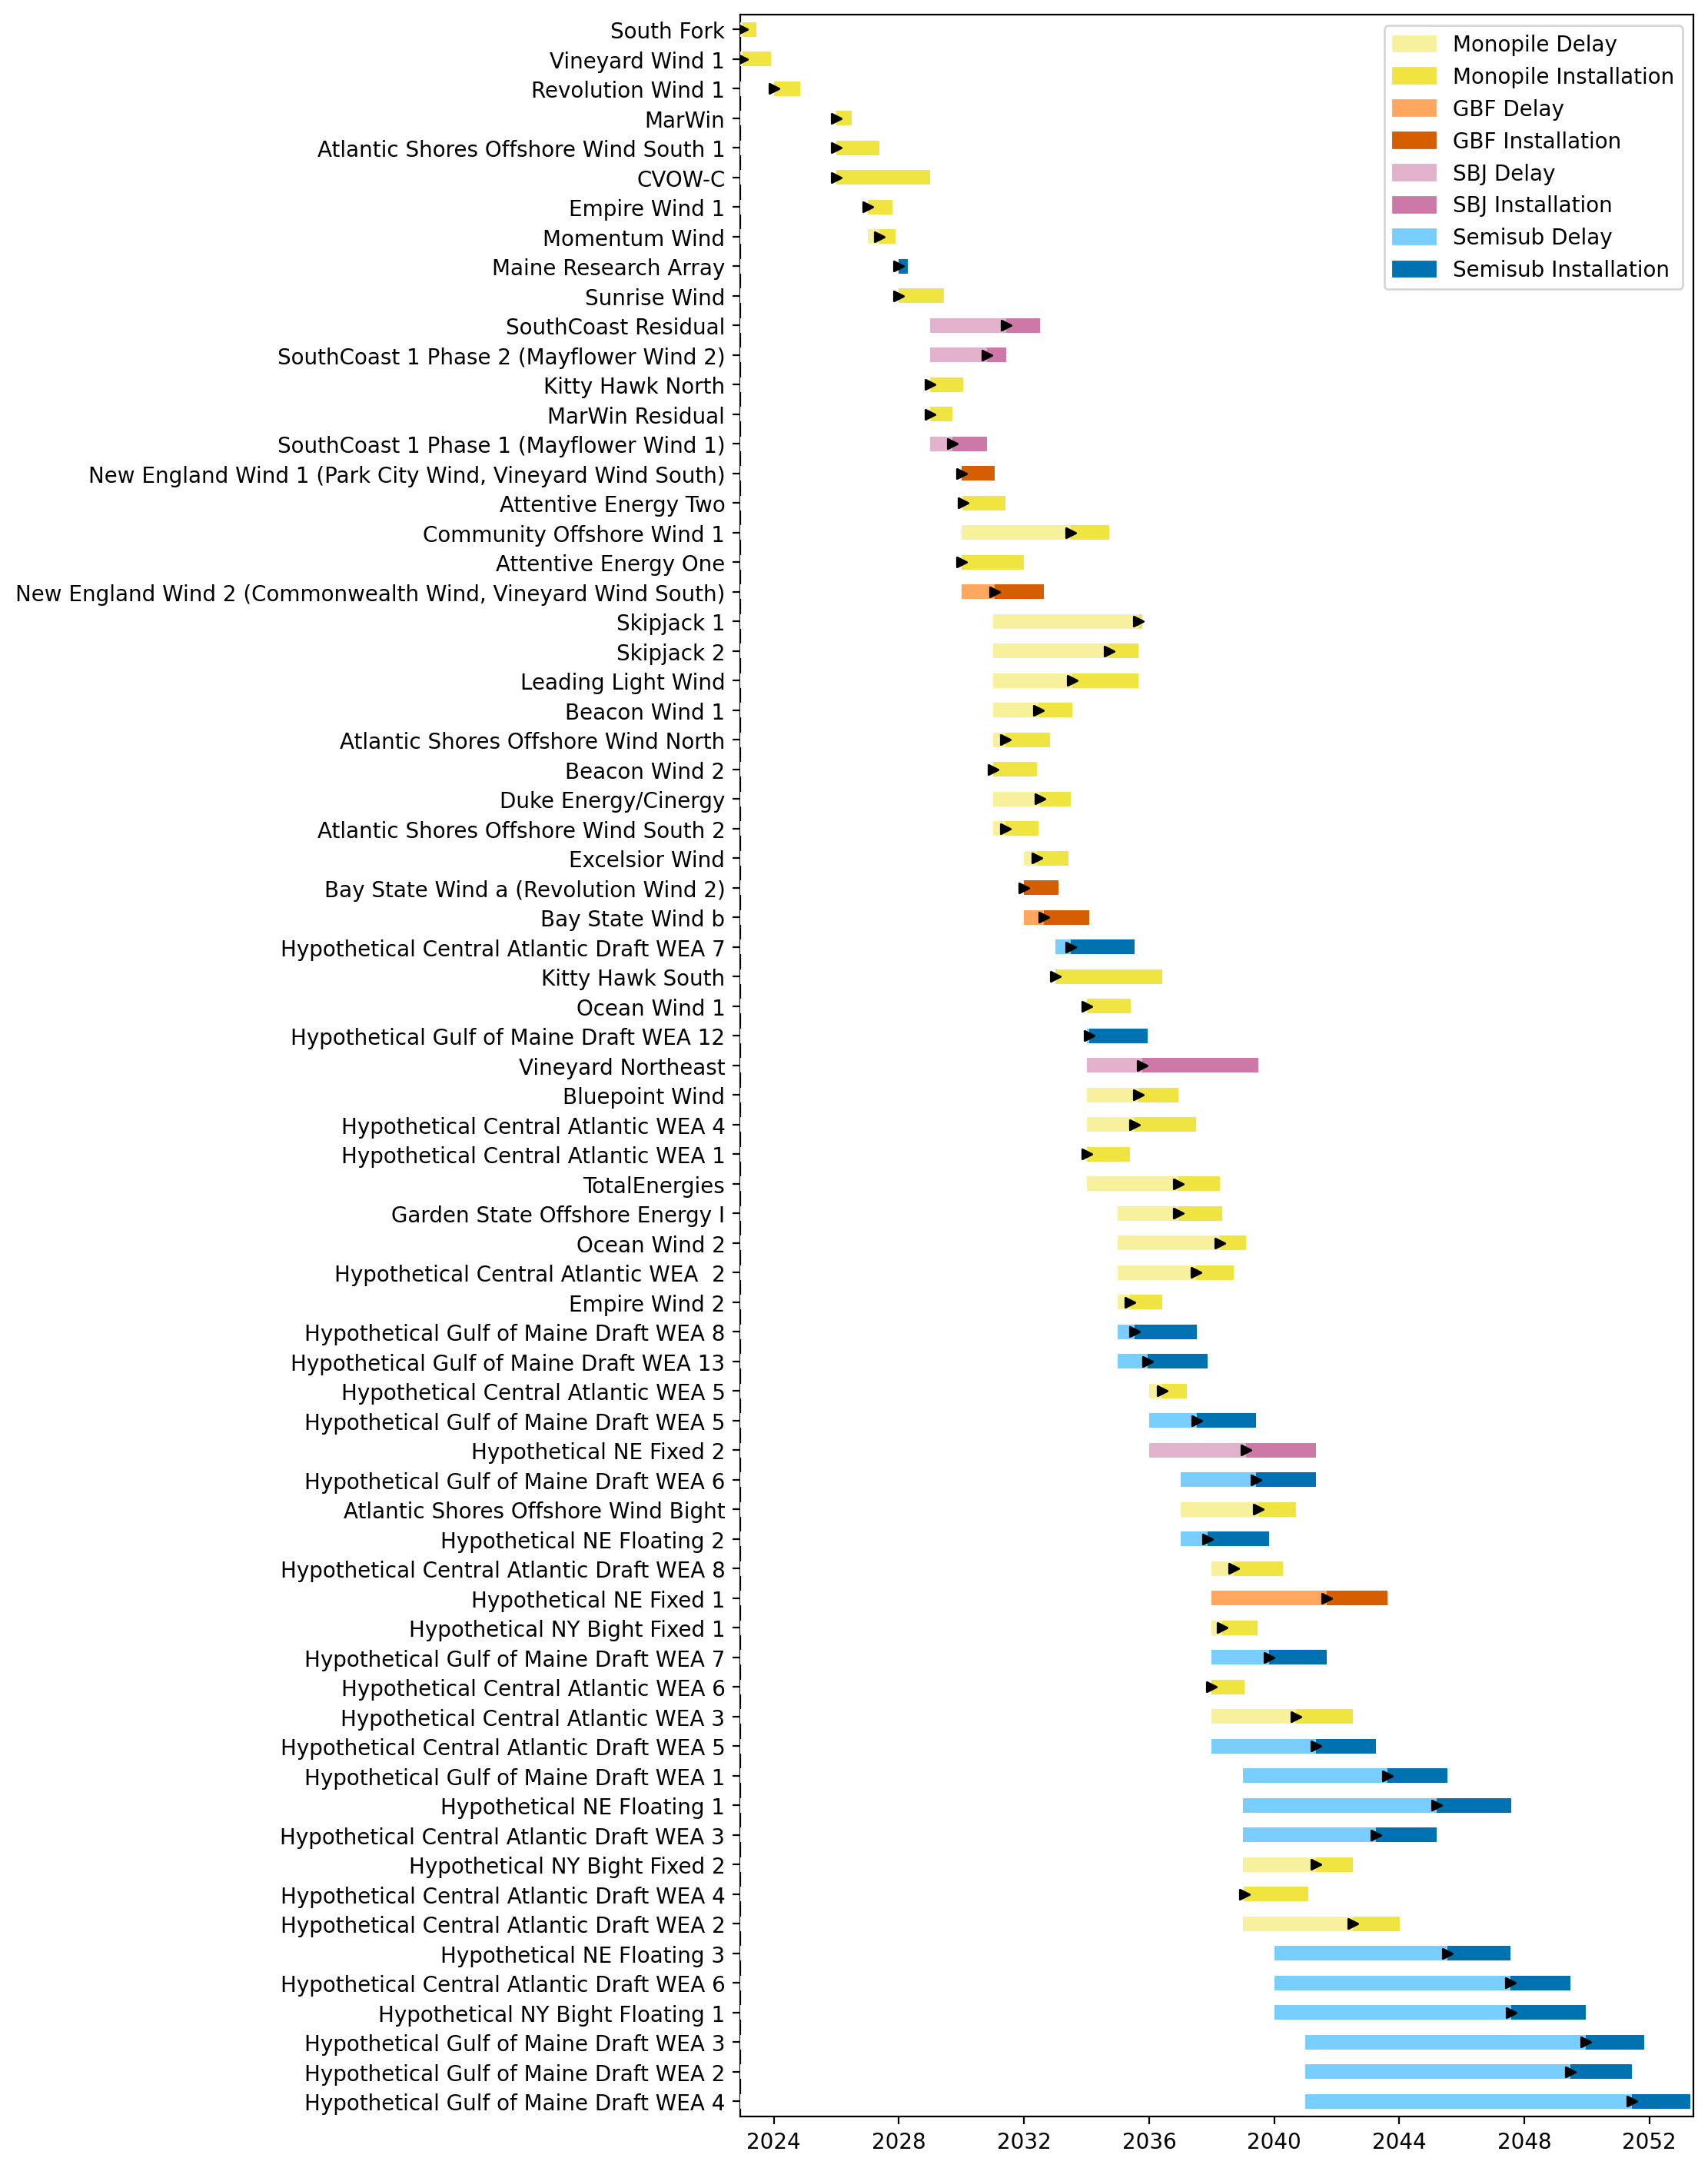 South Fork
Vineyard Wind 1
Revolution Wind 1
MarWin
Atlantic Shores Offshore Wind South 1
CVOW-C
Empire Wind 1
Momentum Wind
Maine Research Array
Sunrise Wind
SouthCoast Residual
SouthCoast 1 Phase 2 (Mayflower Wind 2)
Kitty Hawk North
MarWin Residual
SouthCoast 1 Phase 1 (Mayflower Wind 1)
New England Wind 1 (Park City Wind, Vineyard Wind South)
Attentive Energy Two
Community Offshore Wind 1
Attentive Energy One
New England Wind 2 (Commonwealth Wind, Vineyard Wind South)
Skipjack 1
Skipjack 2
Leading Light Wind
Beacon Wind 1
Atlantic Shores Offshore Wind North
Beacon Wind 2
Duke Energy/Cinergy
Atlantic Shores Offshore Wind South 2
Excelsior Wind
Bay State Wind a (Revolution Wind 2)
Bay State Wind b
Hypothetical Central Atlantic Draft WEA 7
Kitty Hawk South
Ocean Wind 1
Hypothetical Gulf of Maine Draft WEA 12
Vineyard Northeast
Bluepoint Wind
Hypothetical Central Atlantic WEA 4
Hypothetical Central Atlantic WEA 1
TotalEnergies
Garden State Offshore Energy I
Ocean Wind 2
Hypothetical Central Atlantic WEA  2
Empire Wind 2
Hypothetical Gulf of Maine Draft WEA 8
Hypothetical Gulf of Maine Draft WEA 13
Hypothetical Central Atlantic WEA 5
Hypothetical Gulf of Maine Draft WEA 5
Hypothetical NE Fixed 2
Hypothetical Gulf of Maine Draft WEA 6
Atlantic Shores Offshore Wind Bight
Hypothetical NE Floating 2
Hypothetical Central Atlantic Draft WEA 8
Hypothetical NE Fixed 1
Hypothetical NY Bight Fixed 1
Hypothetical Gulf of Maine Draft WEA 7
Hypothetical Central Atlantic WEA 6
Hypothetical Central Atlantic WEA 3
Hypothetical Central Atlantic Draft WEA 5
Hypothetical Gulf of Maine Draft WEA 1
Hypothetical NE Floating 1
Hypothetical Central Atlantic Draft WEA 3
Hypothetical NY Bight Fixed 2
Hypothetical Central Atlantic Draft WEA 4
Hypothetical Central Atlantic Draft WEA 2
Hypothetical NE Floating 3
Hypothetical Central Atlantic Draft WEA 6
Hypothetical NY Bight Floating 1
Hypothetical Gulf of Maine Draft WEA 3
Hypothetical Gulf of Maine Draft WEA 2
Hypothetical Gulf of Maine Draft WEA 4
Monopile Delay
Monopile Installation
GBF Delay
GBF Installation
SBJ Delay
SBJ Installation
Semisub Delay
Semisub Installation
2024 2028 2032 2036 2040 2044 2048 2052